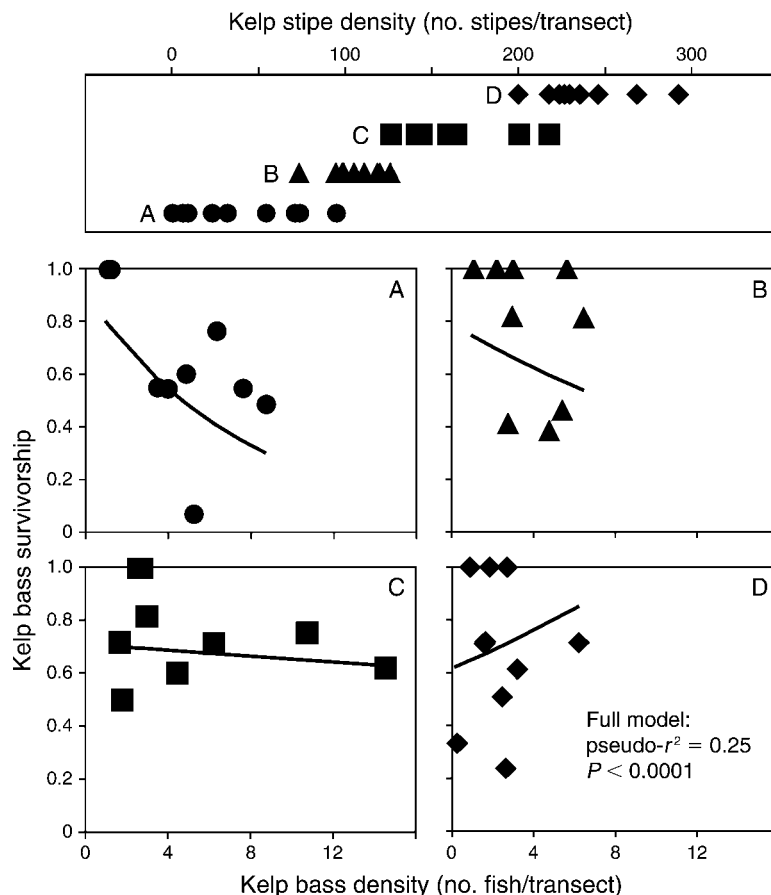 Kelp stipe density (no. stipes/transect)
0 100 200 300
D
C
B
A
1.0 A B
0.8
0.6
0.4
0.2
0
Kelp bass survivorship
1.0 C D
0.8
0.6
0.4
0.2
0
Full model:
pseudo-r² = 0.25
P < 0.0001
0 4 8 12 0 4 8 12
Kelp bass density (no. fish/transect)